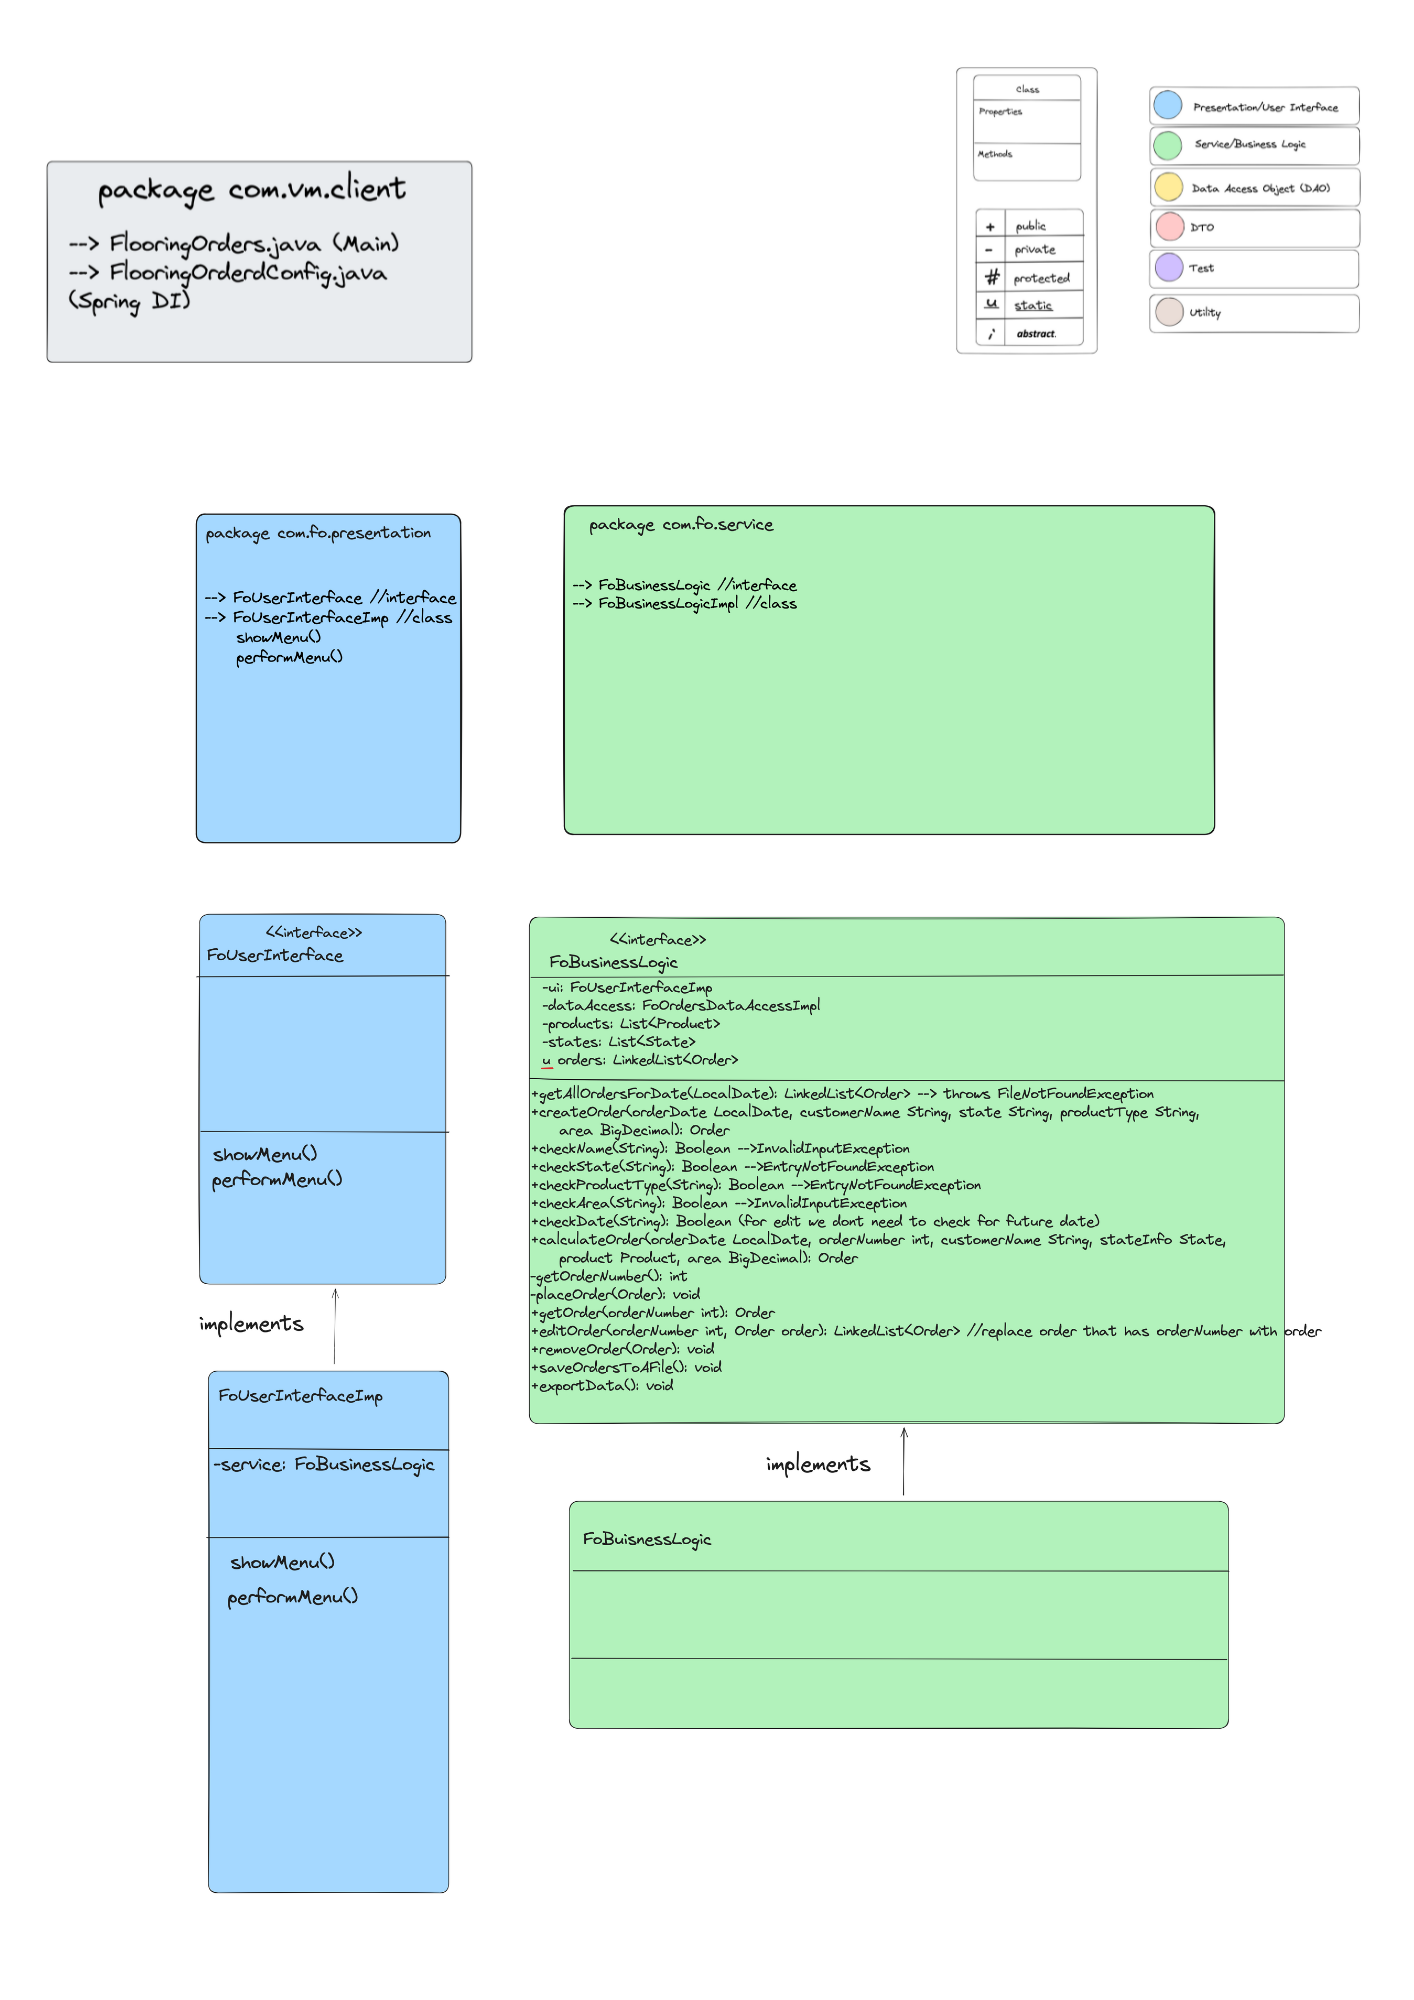 Class
Properties
Methods
+ public
- private
# protected
u static
; abstract.
Presentation/User Interface
Service/Business Logic
Data Access Object (DAO)
DTO
Test
Utility
package com.vm.client
--> FlooringOrders.java (Main)
--> FlooringOrderdConfig.java
(Spring DI)
package com.fo.presentation
--> FoUserInterface //interface
--> FoUserInterfaceImp //class
showMenu()
performMenu()
package com.fo.service
--> FoBusinessLogic //interface
--> FoBusinessLogicImpl //class
<<interface>>
FoUserInterface
showMenu()
performMenu()
implements
FoUserInterfaceImp
-service: FoBusinessLogic
showMenu()
performMenu()
<<interface>>
FoBusinessLogic
-ui: FoUserInterfaceImp
-dataAccess: FoOrdersDataAccessImpl
-products: List<Product>
-states: List<State>
u orders: LinkedList<Order>
+getAllOrdersForDate(LocalDate): LinkedList<Order> --> throws FileNotFoundException
+createOrder(orderDate LocalDate, customerName String, state String, productType String,
area BigDecimal): Order
+checkName(String): Boolean -->InvalidInputException
+checkState(String): Boolean -->EntryNotFoundException
+checkProductType(String): Boolean -->EntryNotFoundException
+checkArea(String): Boolean -->InvalidInputException
+checkDate(String): Boolean (for edit we dont need to check for future date)
+calculateOrder(orderDate LocalDate, orderNumber int, customerName String, stateInfo State,
product Product, area BigDecimal): Order
-getOrderNumber(): int
-placeOrder(Order): void
+getOrder(orderNumber int): Order
+editOrder(orderNumber int, Order order): LinkedList<Order> //replace order that has orderNumber with order
+removeOrder(Order): void
+saveOrdersToAFile(): void
+exportData(): void
implements
FoBuisnessLogic